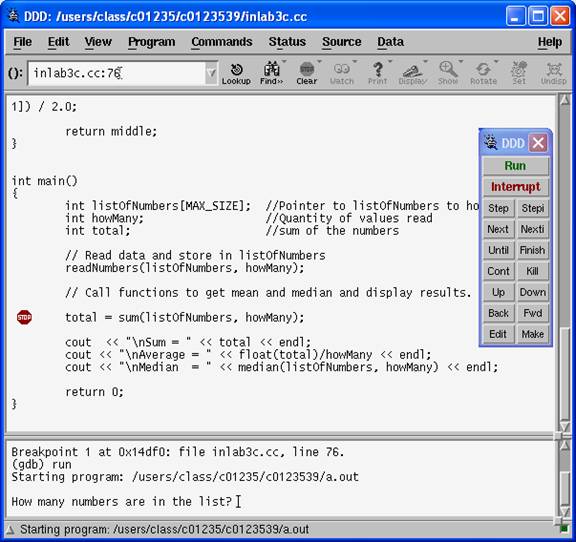 DDD: /users/class/c01235/c0123539/inlab3c.cc
File Edit View Program Commands Status Source Data Help
(): inlab3c.cc:76
Lookup Find>> Clear Watch Print Display Show Rotate Set Undisp
1]) / 2.0;
return middle;
}
int main()
{
int listOfNumbers[MAX_SIZE]; //Pointer to listOfNumbers to ho
int howMany; //Quantity of values read
int total; //sum of the numbers
// Read data and store in listOfNumbers
readNumbers(listOfNumbers, howMany);
// Call functions to get mean and median and display results.
STOP total = sum(listOfNumbers, howMany);
cout << "\nSum = " << total << endl;
cout << "\nAverage = " << float(total)/howMany << endl;
cout << "\nMedian = " << median(listOfNumbers, howMany) << endl;
return 0;
}
DDD
Run
Interrupt
Step Stepi
Next Nexti
Until Finish
Cont Kill
Up Down
Back Fwd
Edit Make
Breakpoint 1 at 0x14df0: file inlab3c.cc, line 76.
(gdb) run
Starting program: /users/class/c01235/c0123539/a.out
How many numbers are in the list?
Starting program: /users/class/c01235/c0123539/a.out